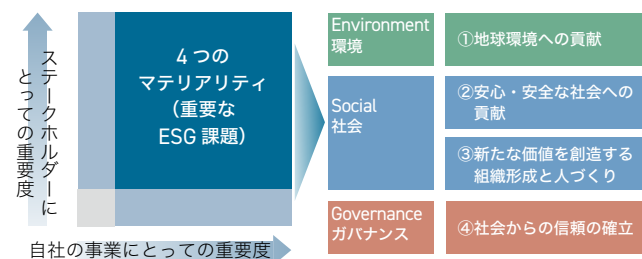 ステークホルダーに
とっての重要度
4つの
マテリアリティ
(重要な
ESG 課題)
自社の事業にとっての重要度
Environment
環境
①地球環境への貢献
Social
社会
②安心・安全な社会への
貢献
③新たな価値を創造する
組織形成と人づくり
Governance
ガバナンス
④社会からの信頼の確立